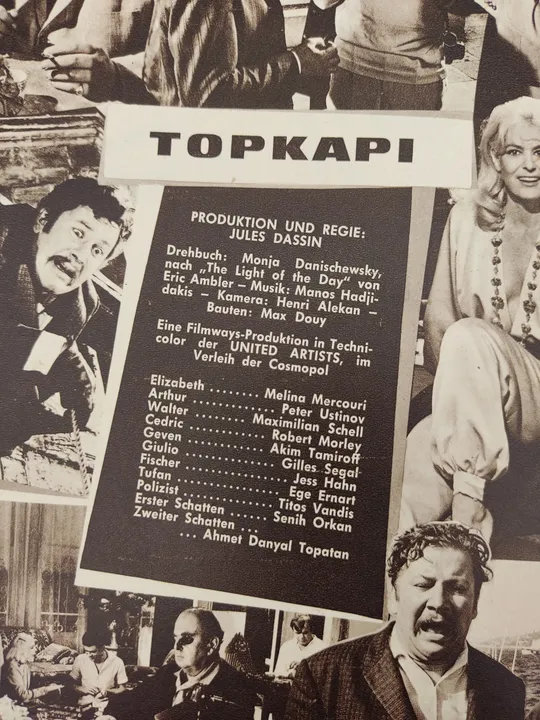 TOPKAPI
PRODUKTION UND REGIE:
JULES DASSIN
Drehbuch: Monja Danischewsky,
nach „The Light of the Day“ von
Eric Ambler – Musik: Manos Hadji-
dakis – Kamera: Henri Alekan –
Bauten: Max Douy
Eine Filmways-Produktion in Techni-
color der UNITED ARTISTS, im
Verleih der Cosmopol
Elizabeth ........ Melina Mercouri
Arthur ............. Peter Ustinov
Walter ........ Maximilian Schell
Cedric ............ Robert Morley
Geven ............ Akim Tamiroff
Giulio .............. Gilles Segal
Fischer ............... Jess Hahn
Tufan ................ Ege Ernart
Polizist ............. Titos Vandis
Erster Schatten ...... Senih Orkan
Zweiter Schatten ...
... Ahmet Danyal Topatan